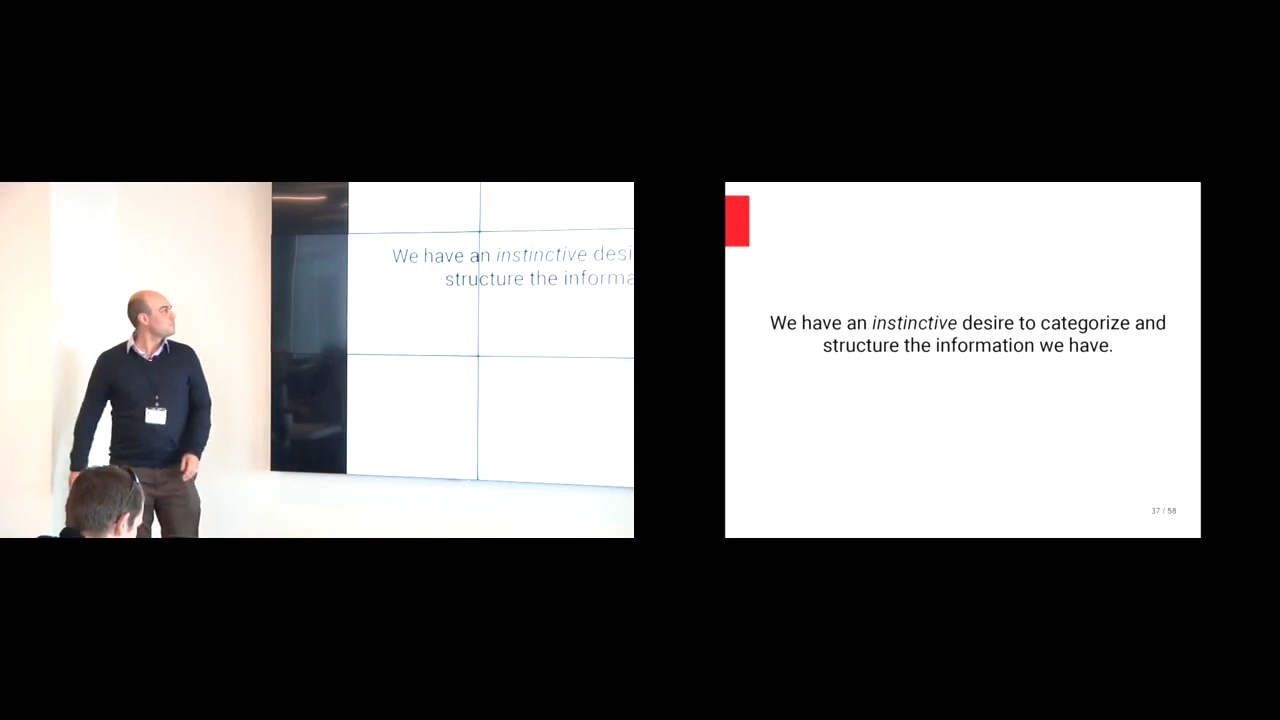 We have an instinctive desi
structure the informa
We have an instinctive desire to categorize and
structure the information we have.
37 / 58